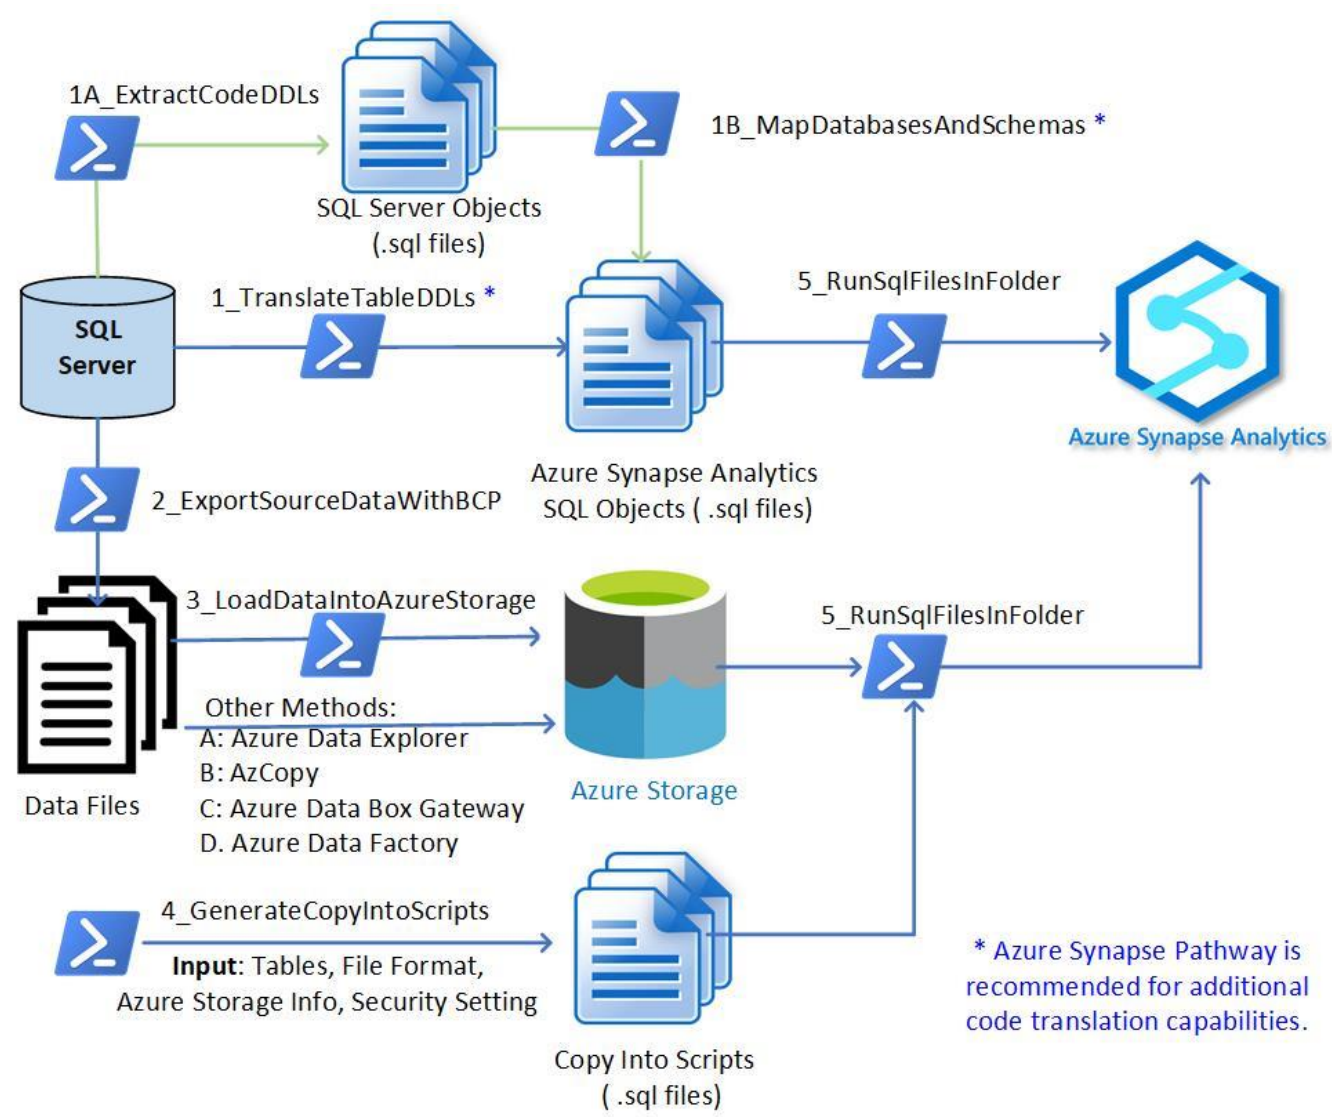 1A_ExtractCodeDDLs
1B_MapDatabasesAndSchemas *
SQL Server Objects
(.sql files)
SQL
Server
1_TranslateTableDDLs *
5_RunSqlFilesInFolder
Azure Synapse Analytics
Azure Synapse Analytics
SQL Objects ( .sql files)
2_ExportSourceDataWithBCP
3_LoadDataIntoAzureStorage
5_RunSqlFilesInFolder
Other Methods:
A: Azure Data Explorer
B: AzCopy
C: Azure Data Box Gateway
D. Azure Data Factory
Data Files
Azure Storage
4_GenerateCopyIntoScripts
Input: Tables, File Format,
Azure Storage Info, Security Setting
Copy Into Scripts
( .sql files)
* Azure Synapse Pathway is
recommended for additional
code translation capabilities.